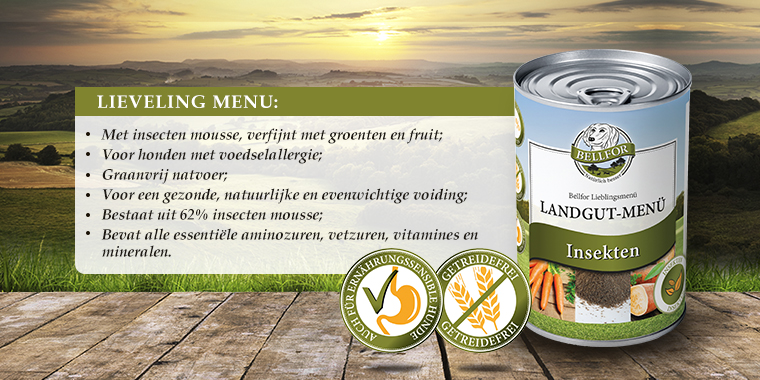 LIEVELING MENU:
• Met insecten mousse, verfijnt met groenten en fruit;
• Voor honden met voedselallergie;
• Graanvrij natvoer;
• Voor een gezonde, natuurlijke en evenwichtige voiding;
• Bestaat uit 62% insecten mousse;
• Bevat alle essentiële aminozuren, vetzuren, vitamines en
mineralen.
BELLFOR
Natürlich besser
Bellfor Lieblingsmenü
LANDGUT-MENÜ
Insekten
AUCH FÜR ERNÄHRUNGSSENSIBLE HUNDE
GETREIDEFREI
GETREIDEFREI